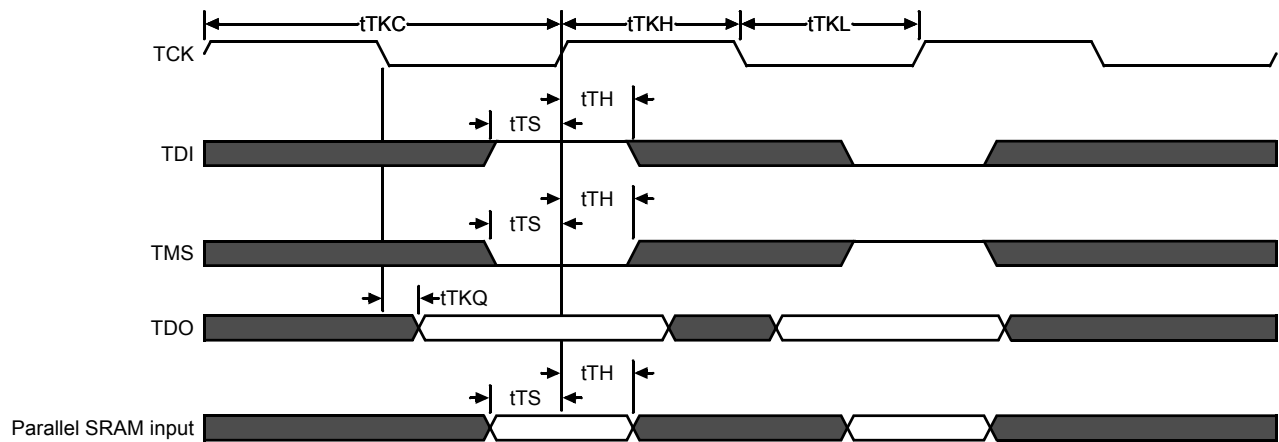 tTKC tTKH tTKL
TCK
tTH
tTS
TDI
tTH
tTS
TMS
tTKQ
TDO
tTH
tTS
Parallel SRAM input